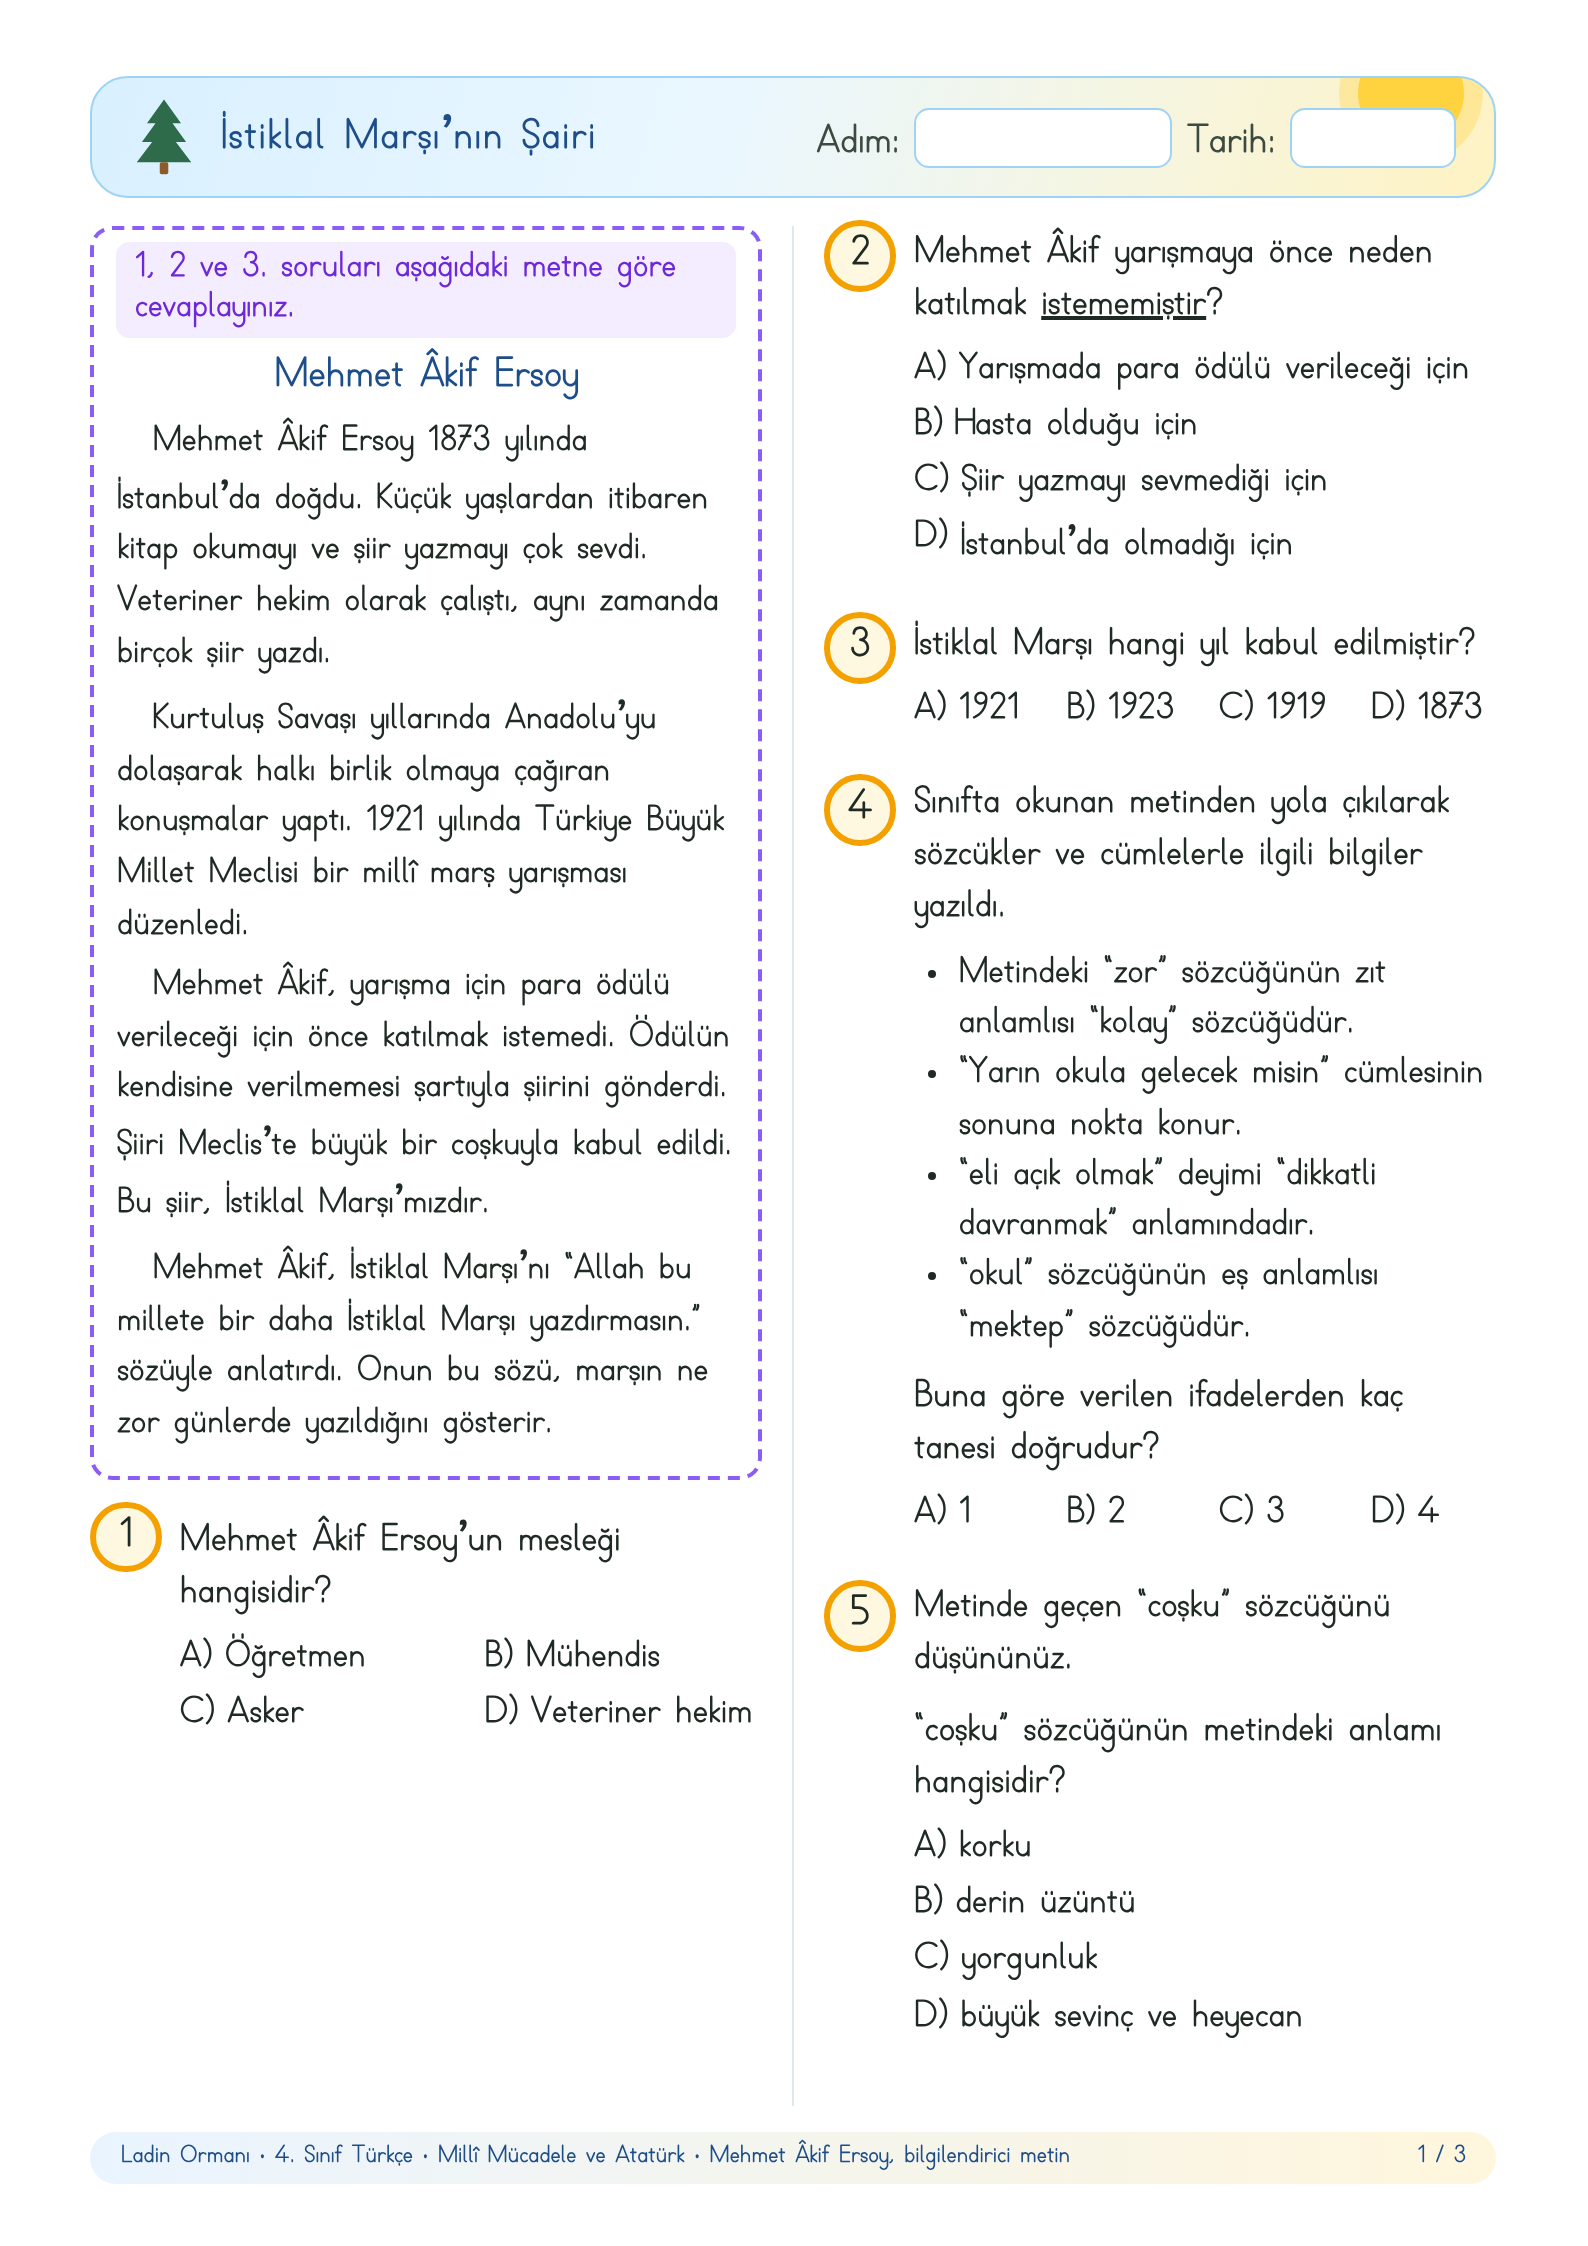 İstiklal Marşı’nın Şairi
Adım:
Tarih:
1, 2 ve 3. soruları aşağıdaki metne göre
cevaplayınız.
Mehmet Âkif Ersoy
Mehmet Âkif Ersoy 1873 yılında
İstanbul’da doğdu. Küçük yaşlardan itibaren
kitap okumayı ve şiir yazmayı çok sevdi.
Veteriner hekim olarak çalıştı, aynı zamanda
birçok şiir yazdı.
Kurtuluş Savaşı yıllarında Anadolu’yu
dolaşarak halkı birlik olmaya çağıran
konuşmalar yaptı. 1921 yılında Türkiye Büyük
Millet Meclisi bir millî marş yarışması
düzenledi.
Mehmet Âkif, yarışma için para ödülü
verileceği için önce katılmak istemedi. Ödülün
kendisine verilmemesi şartıyla şiirini gönderdi.
Şiiri Meclis’te büyük bir coşkuyla kabul edildi.
Bu şiir, İstiklal Marşı’mızdır.
Mehmet Âkif, İstiklal Marşı’nı “Allah bu
millete bir daha İstiklal Marşı yazdırmasın.”
sözüyle anlatırdı. Onun bu sözü, marşın ne
zor günlerde yazıldığını gösterir.
1
Mehmet Âkif Ersoy’un mesleği
hangisidir?
A) Öğretmen B) Mühendis
C) Asker D) Veteriner hekim
2
Mehmet Âkif yarışmaya önce neden
katılmak istememiştir?
A) Yarışmada para ödülü verileceği için
B) Hasta olduğu için
C) Şiir yazmayı sevmediği için
D) İstanbul’da olmadığı için
3
İstiklal Marşı hangi yıl kabul edilmiştir?
A) 1921 B) 1923 C) 1919 D) 1873
4
Sınıfta okunan metinden yola çıkılarak
sözcükler ve cümlelerle ilgili bilgiler
yazıldı.
• Metindeki “zor” sözcüğünün zıt
anlamlısı “kolay” sözcüğüdür.
• “Yarın okula gelecek misin” cümlesinin
sonuna nokta konur.
• “eli açık olmak” deyimi “dikkatli
davranmak” anlamındadır.
• “okul” sözcüğünün eş anlamlısı
“mektep” sözcüğüdür.
Buna göre verilen ifadelerden kaç
tanesi doğrudur?
A) 1 B) 2 C) 3 D) 4
5
Metinde geçen “coşku” sözcüğünü
düşününüz.
“coşku” sözcüğünün metindeki anlamı
hangisidir?
A) korku
B) derin üzüntü
C) yorgunluk
D) büyük sevinç ve heyecan
Ladin Ormanı • 4. Sınıf Türkçe • Millî Mücadele ve Atatürk • Mehmet Âkif Ersoy, bilgilendirici metin
1 / 3